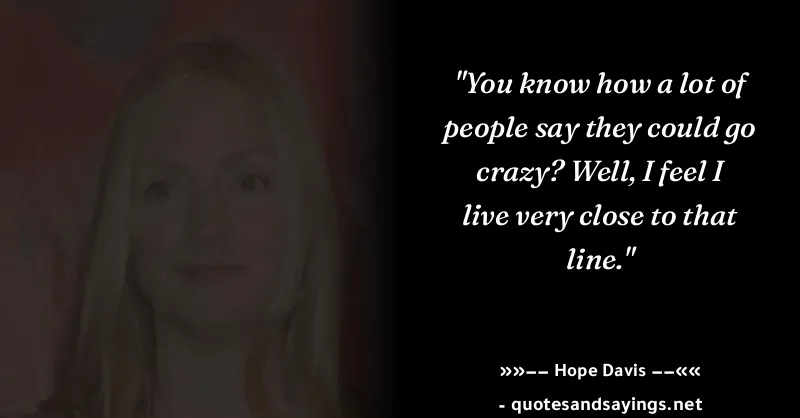 "You know how a lot of
people say they could go
crazy? Well, I feel I
live very close to that
line."
»»−− Hope Davis −−««
- quotesandsayings.net